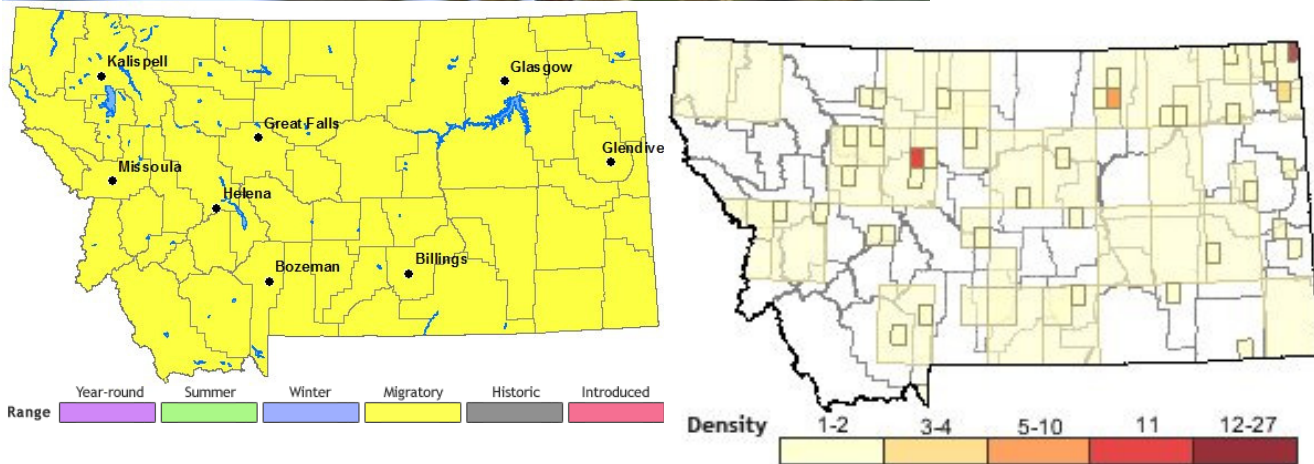 Kalispell
Glasgow
Great Falls
Glendive
Missoula
Helena
Bozeman
Billings
Year-round Summer Winter Migratory Historic Introduced
Range
Density 1-2 3-4 5-10 11 12-27